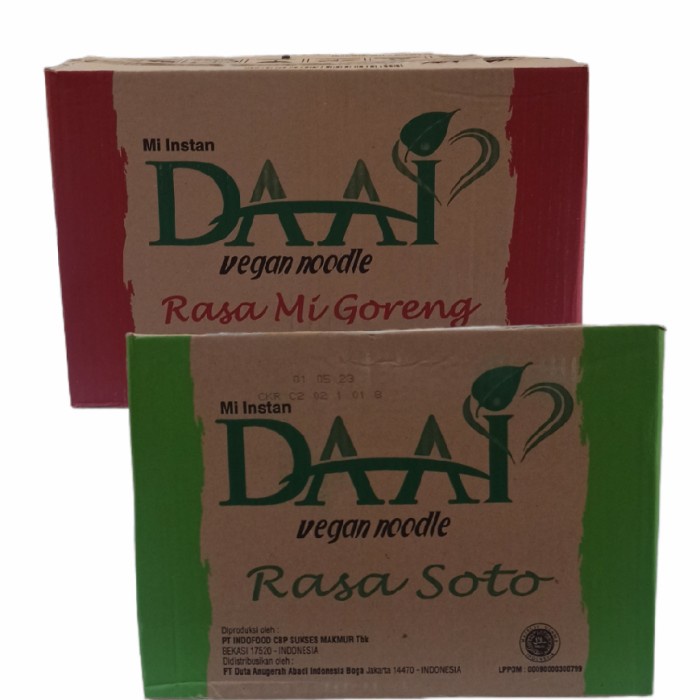 Mi Instan
DAAI
vegan noodle
Rasa Mi Goreng
01 05 23
Mi Instan
DAAI
vegan noodle
Rasa Soto
Diproduksi oleh :
PT INDOFOOD CBP SUKSES MAKMUR Tbk
BEKASI 17520 - INDONESIA
Didistribusikan oleh :
PT Duta Anugerah Abadi Indonesia Boga Jakarta 14470 - INDONESIA
LPPOM :